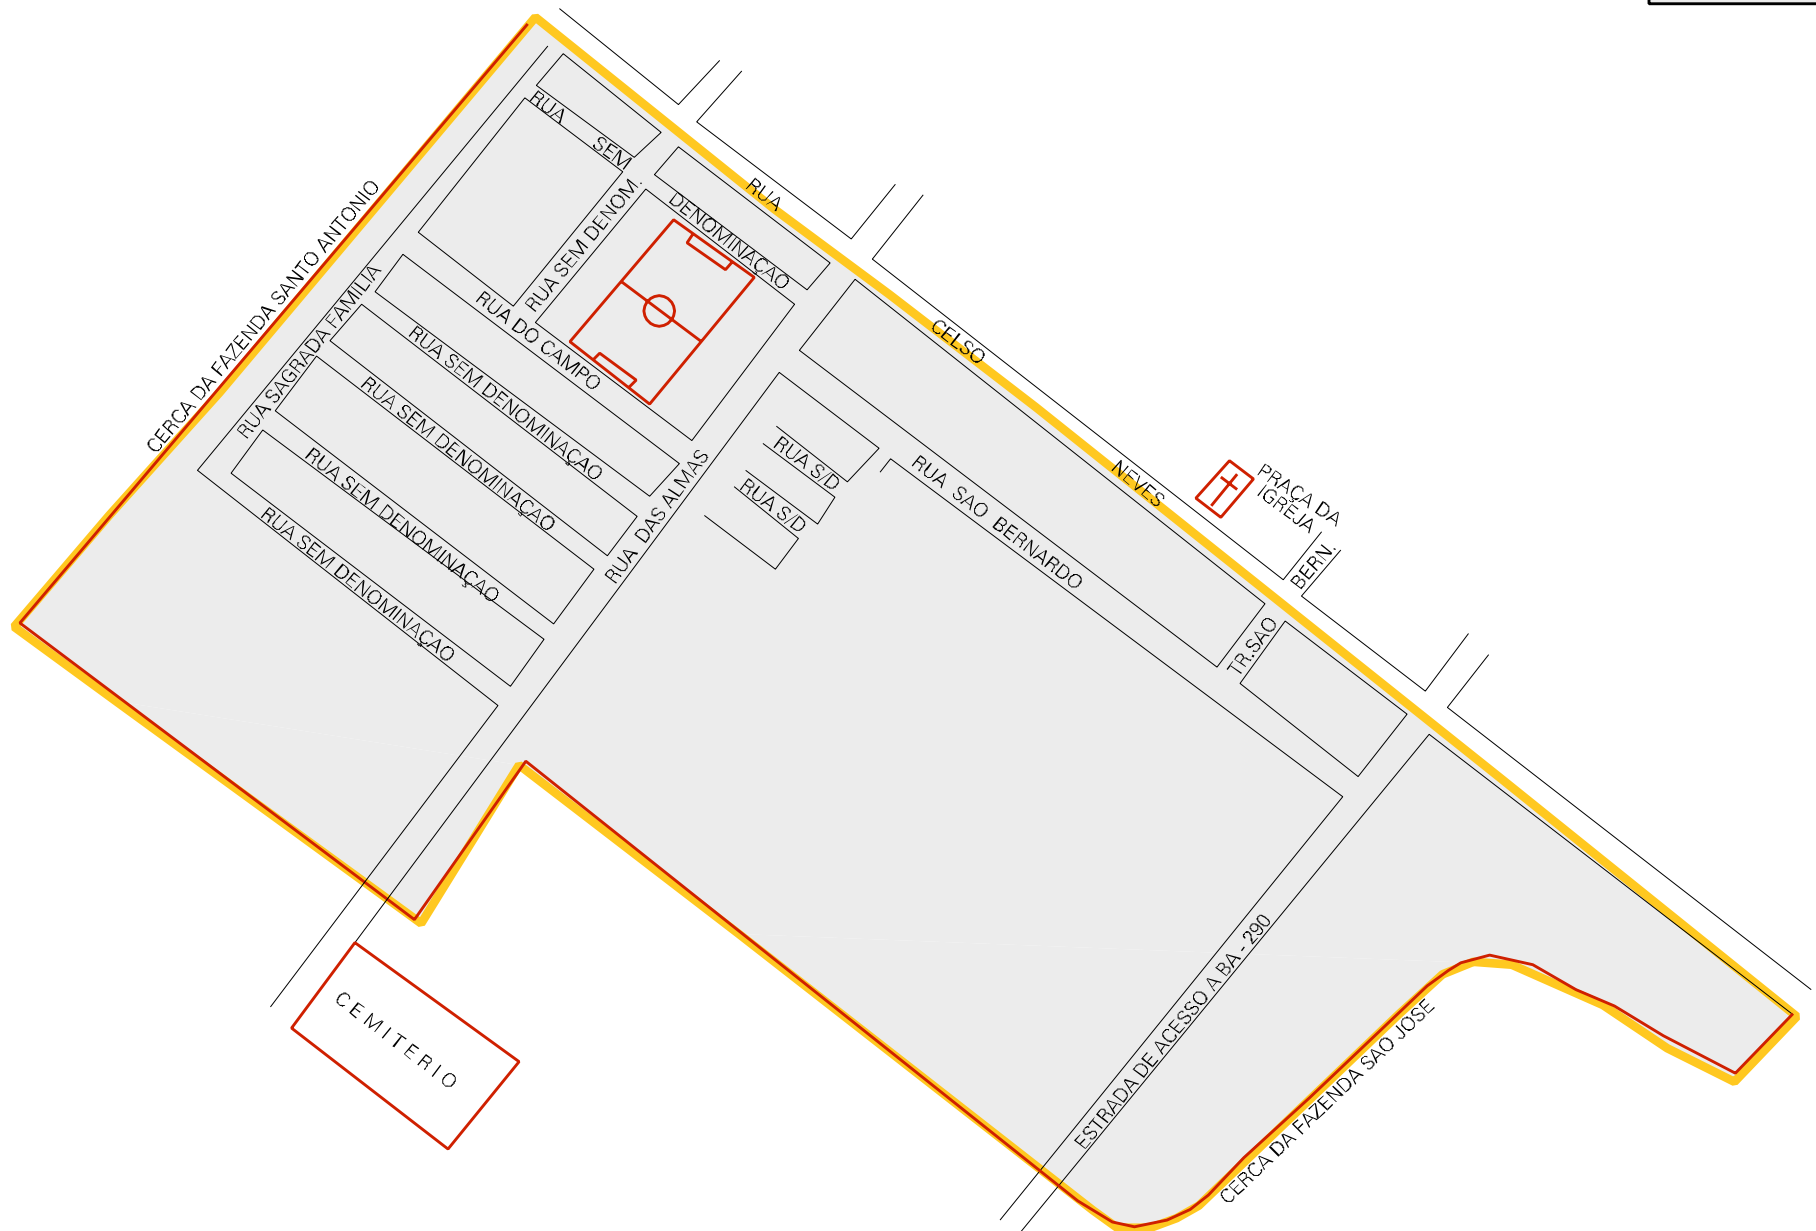 RUA SEM
DENOMINAÇAO
RUA SEM DENOM.
RUA
CELSO
NEVES
CERCA DA FAZENDA SANTO ANTONIO
RUA SAGRADA FAMILIA
RUA DO CAMPO
RUA SEM DENOMINAÇAO
RUA SEM DENOMINAÇAO
RUA SEM DENOMINAÇAO
RUA SEM DENOMINAÇAO
RUA DAS ALMAS
RUA S/D
RUA S/D
RUA SAO BERNARDO
PRAÇA DA
IGREJA
TR.SAO
BERN.
ESTRADA DE ACESSO A BA - 290
CERCA DA FAZENDA SAO JOSE
CEMITERIO